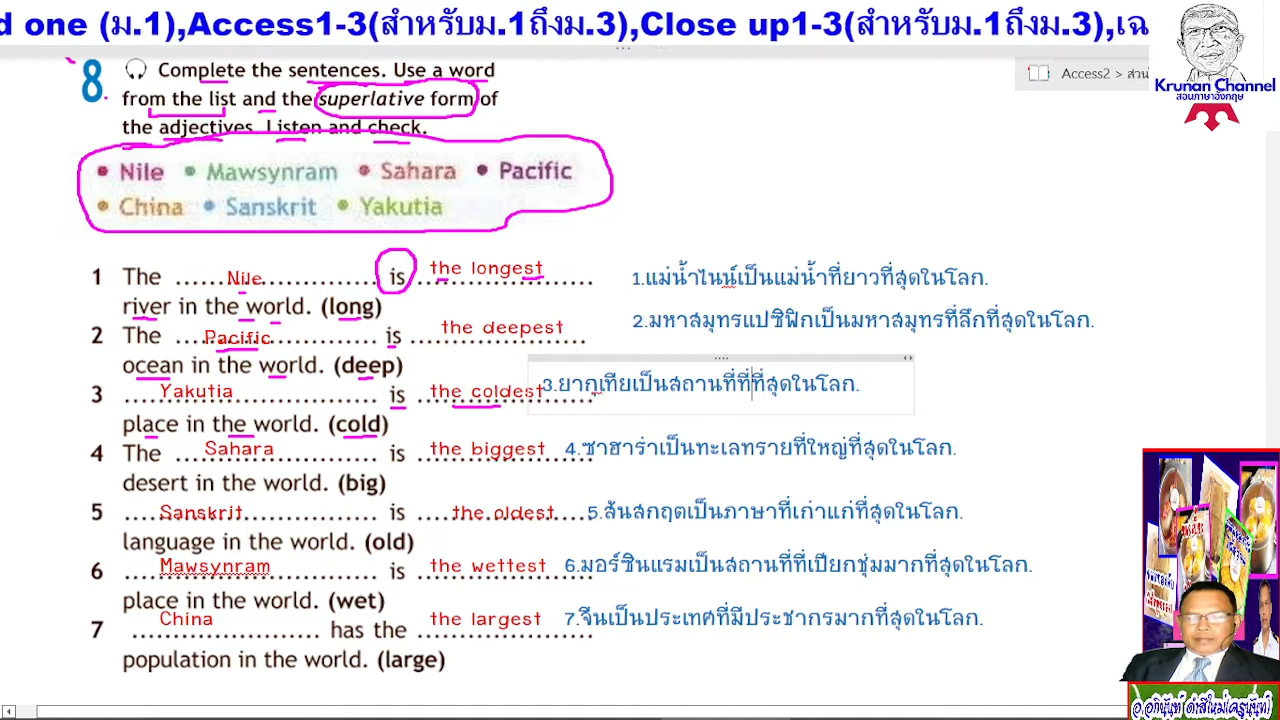 d one (ม.1),Access1-3(สำหรับม.1ถึงม.3),Close up1-3(สำหรับม.1ถึงม.3),เฉ
Krunan Channel
สอนภาษาอังกฤษ
Access2 > ส่วน
8 Complete the sentences. Use a word
from the list and the superlative form of
the adjectives. Listen and check.
• Nile • Mawsynram • Sahara • Pacific
• China • Sanskrit • Yakutia
1 The ...Nile... is the longest 1.แม่น้ำไนน์เป็นแม่น้ำที่ยาวที่สุดในโลก.
river in the world. (long)
2 The ...Pacific... is ...the deepest 2.มหาสมุทรแปซิฟิกเป็นมหาสมุทรที่ลึกที่สุดในโลก.
ocean in the world. (deep)
3 ...Yakutia... is ...the coldest... 3.ยากูเทียเป็นสถานที่ที่ที่สุดในโลก.
place in the world. (cold)
4 The ...Sahara... is ...the biggest... 4.ซาฮาร่าเป็นทะเลทรายที่ใหญ่ที่สุดในโลก.
desert in the world. (big)
5 ...Sanskrit... is ...the oldest... 5.สันสกฤตเป็นภาษาที่เก่าแก่ที่สุดในโลก.
language in the world. (old)
6 ...Mawsynram... is ...the wettest... 6.มอร์ซินแรมเป็นสถานที่ที่เปียกชุ่มมากที่สุดในโลก.
place in the world. (wet)
7 ...China... has the ...the largest... 7.จีนเป็นประเทศที่มีประชากรมากที่สุดในโลก.
population in the world. (large)